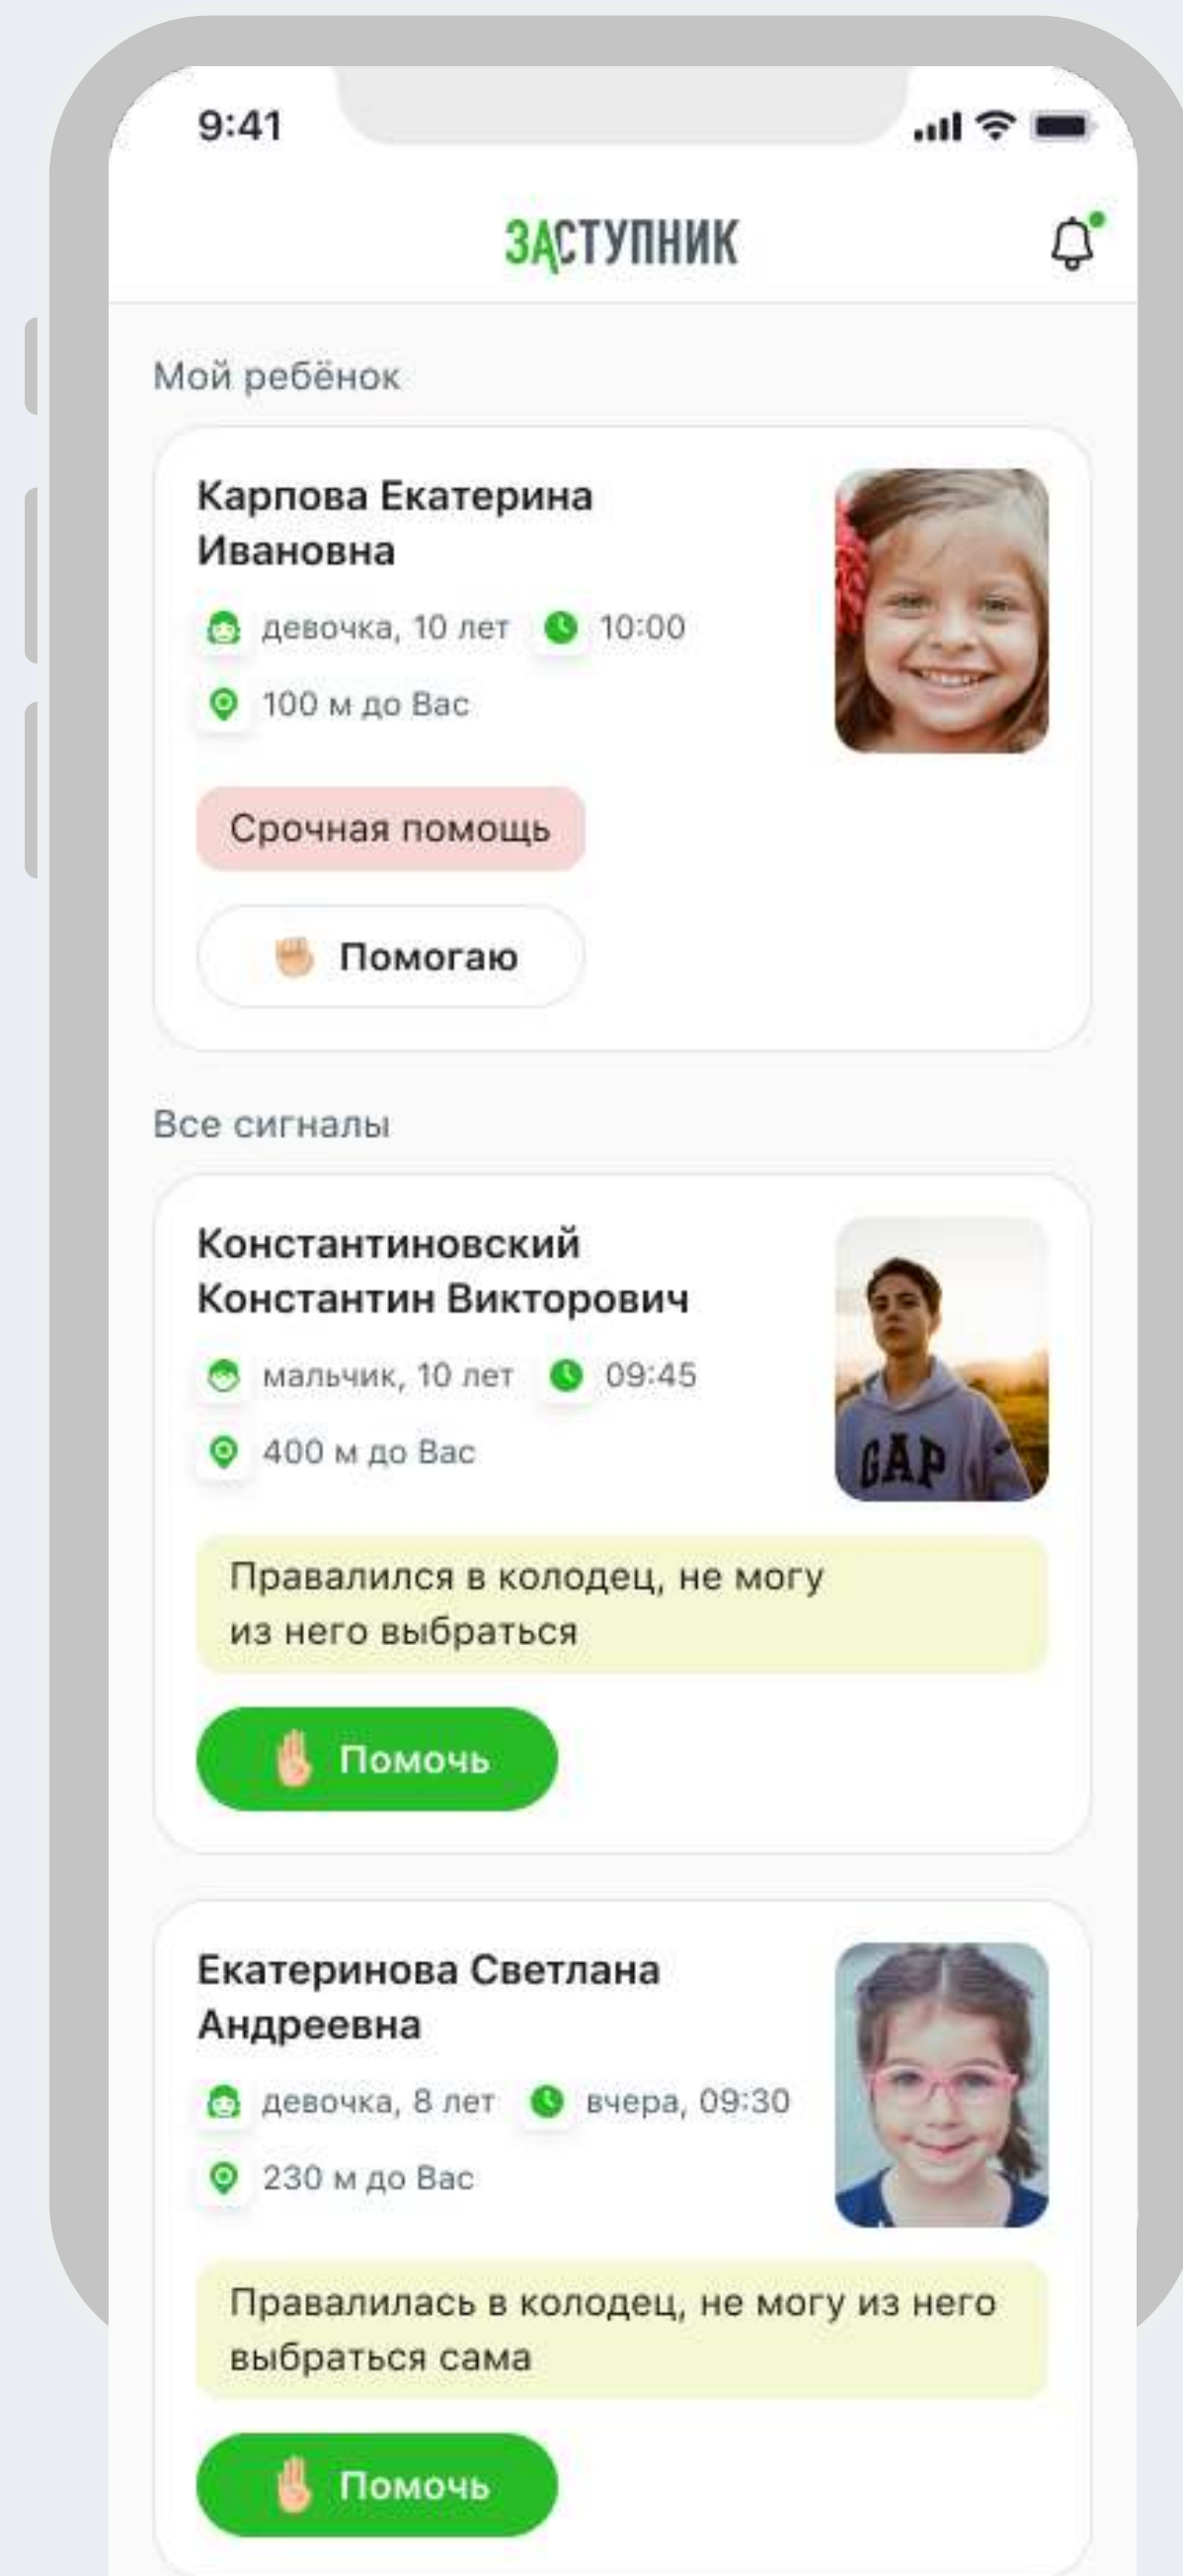 9:41
ЗАСТУПНИК
Мой ребёнок
Карпова Екатерина
Ивановна
девочка, 10 лет 10:00
100 м до Вас
Срочная помощь
Помогаю
Все сигналы
Константиновский
Константин Викторович
мальчик, 10 лет 09:45
400 м до Вас
GAP
Правалился в колодец, не могу
из него выбраться
Помочь
Екатеринова Светлана
Андреевна
девочка, 8 лет вчера, 09:30
230 м до Вас
Правалилась в колодец, не могу из него
выбраться сама
Помочь